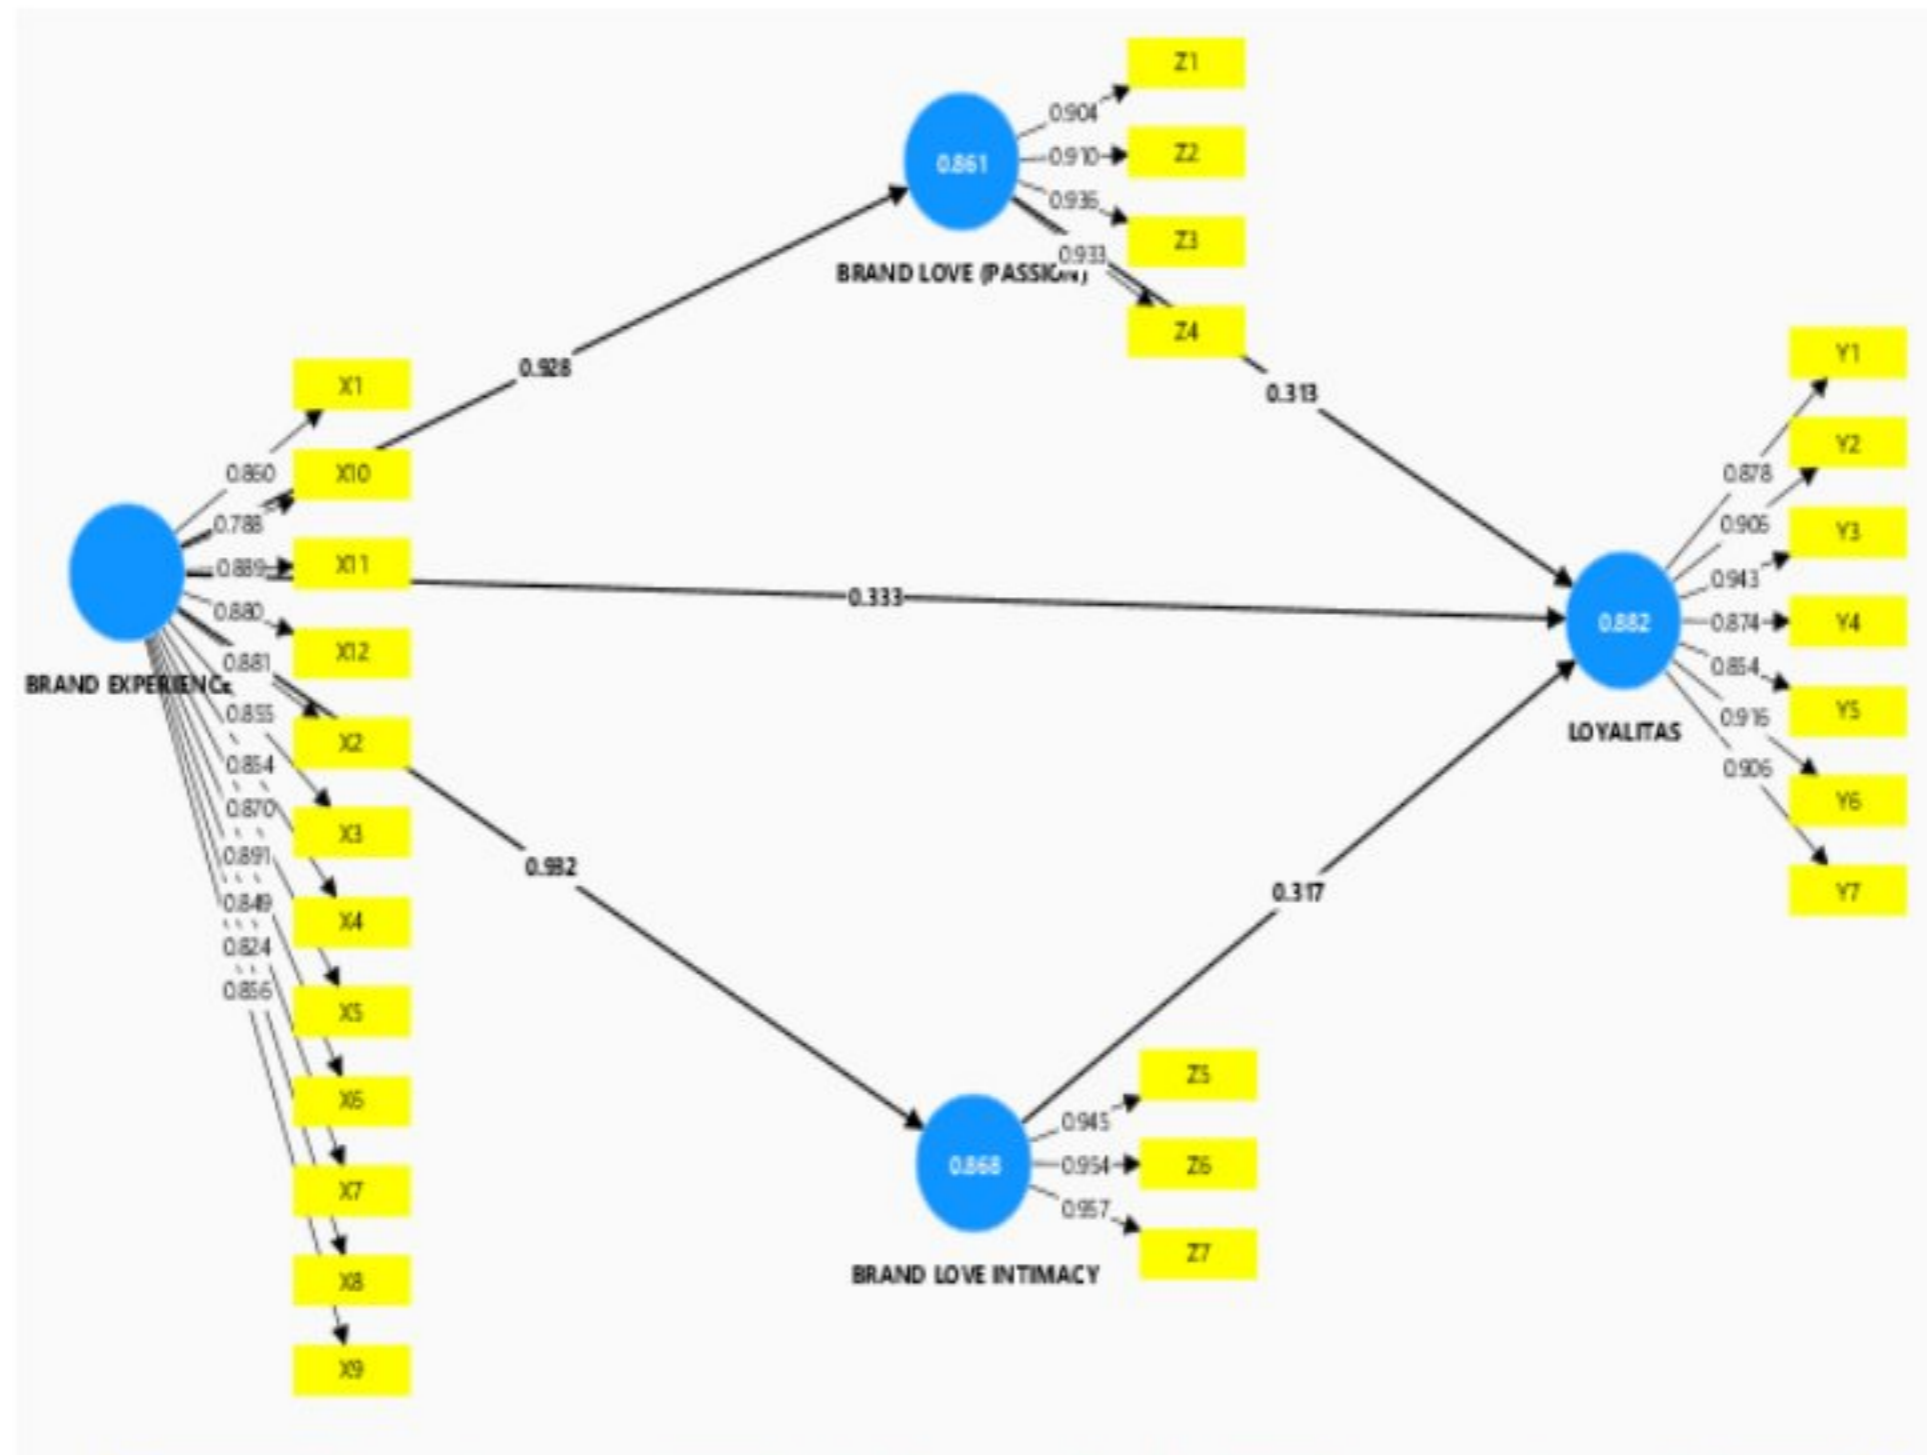 Z1
0.904
0.861
Z2
0.910
0.936
Z3
0.933
BRAND LOVE (PASSION)
Z4
0.928
0.313
X1
0.860
X10
0.788
X11
0.889
0.880
X12
0.881
BRAND EXPERIENCE
0.855
X2
0.854
0.870
X3
0.891
0.849
X4
0.824
0.856
X5
X6
X7
X8
X9
0.333
0.932
0.317
Y1
0.878
Y2
0.906
Y3
0.943
0.882
0.874
Y4
0.854
Y5
0.916
LOYALITAS
0.906
Y6
Y7
Z5
0.945
0.868
0.954
Z6
0.957
Z7
BRAND LOVE INTIMACY